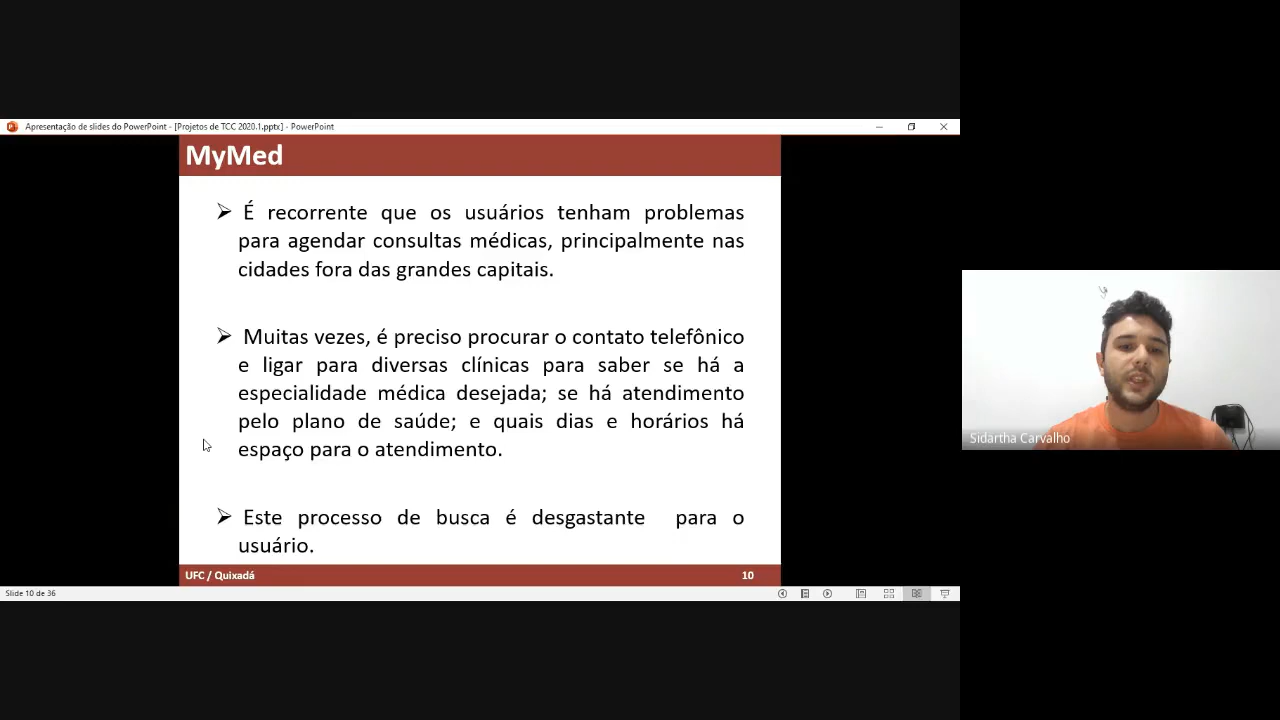 Apresentação de slides do PowerPoint - [Projetos de TCC 2020.1.pptx] - PowerPoint
MyMed
É recorrente que os usuários tenham problemas
para agendar consultas médicas, principalmente nas
cidades fora das grandes capitais.
Muitas vezes, é preciso procurar o contato telefônico
e ligar para diversas clínicas para saber se há a
especialidade médica desejada; se há atendimento
pelo plano de saúde; e quais dias e horários há
espaço para o atendimento.
Este processo de busca é desgastante para o
usuário.
UFC / Quixadá 10
Slide 10 de 36
Sidartha Carvalho